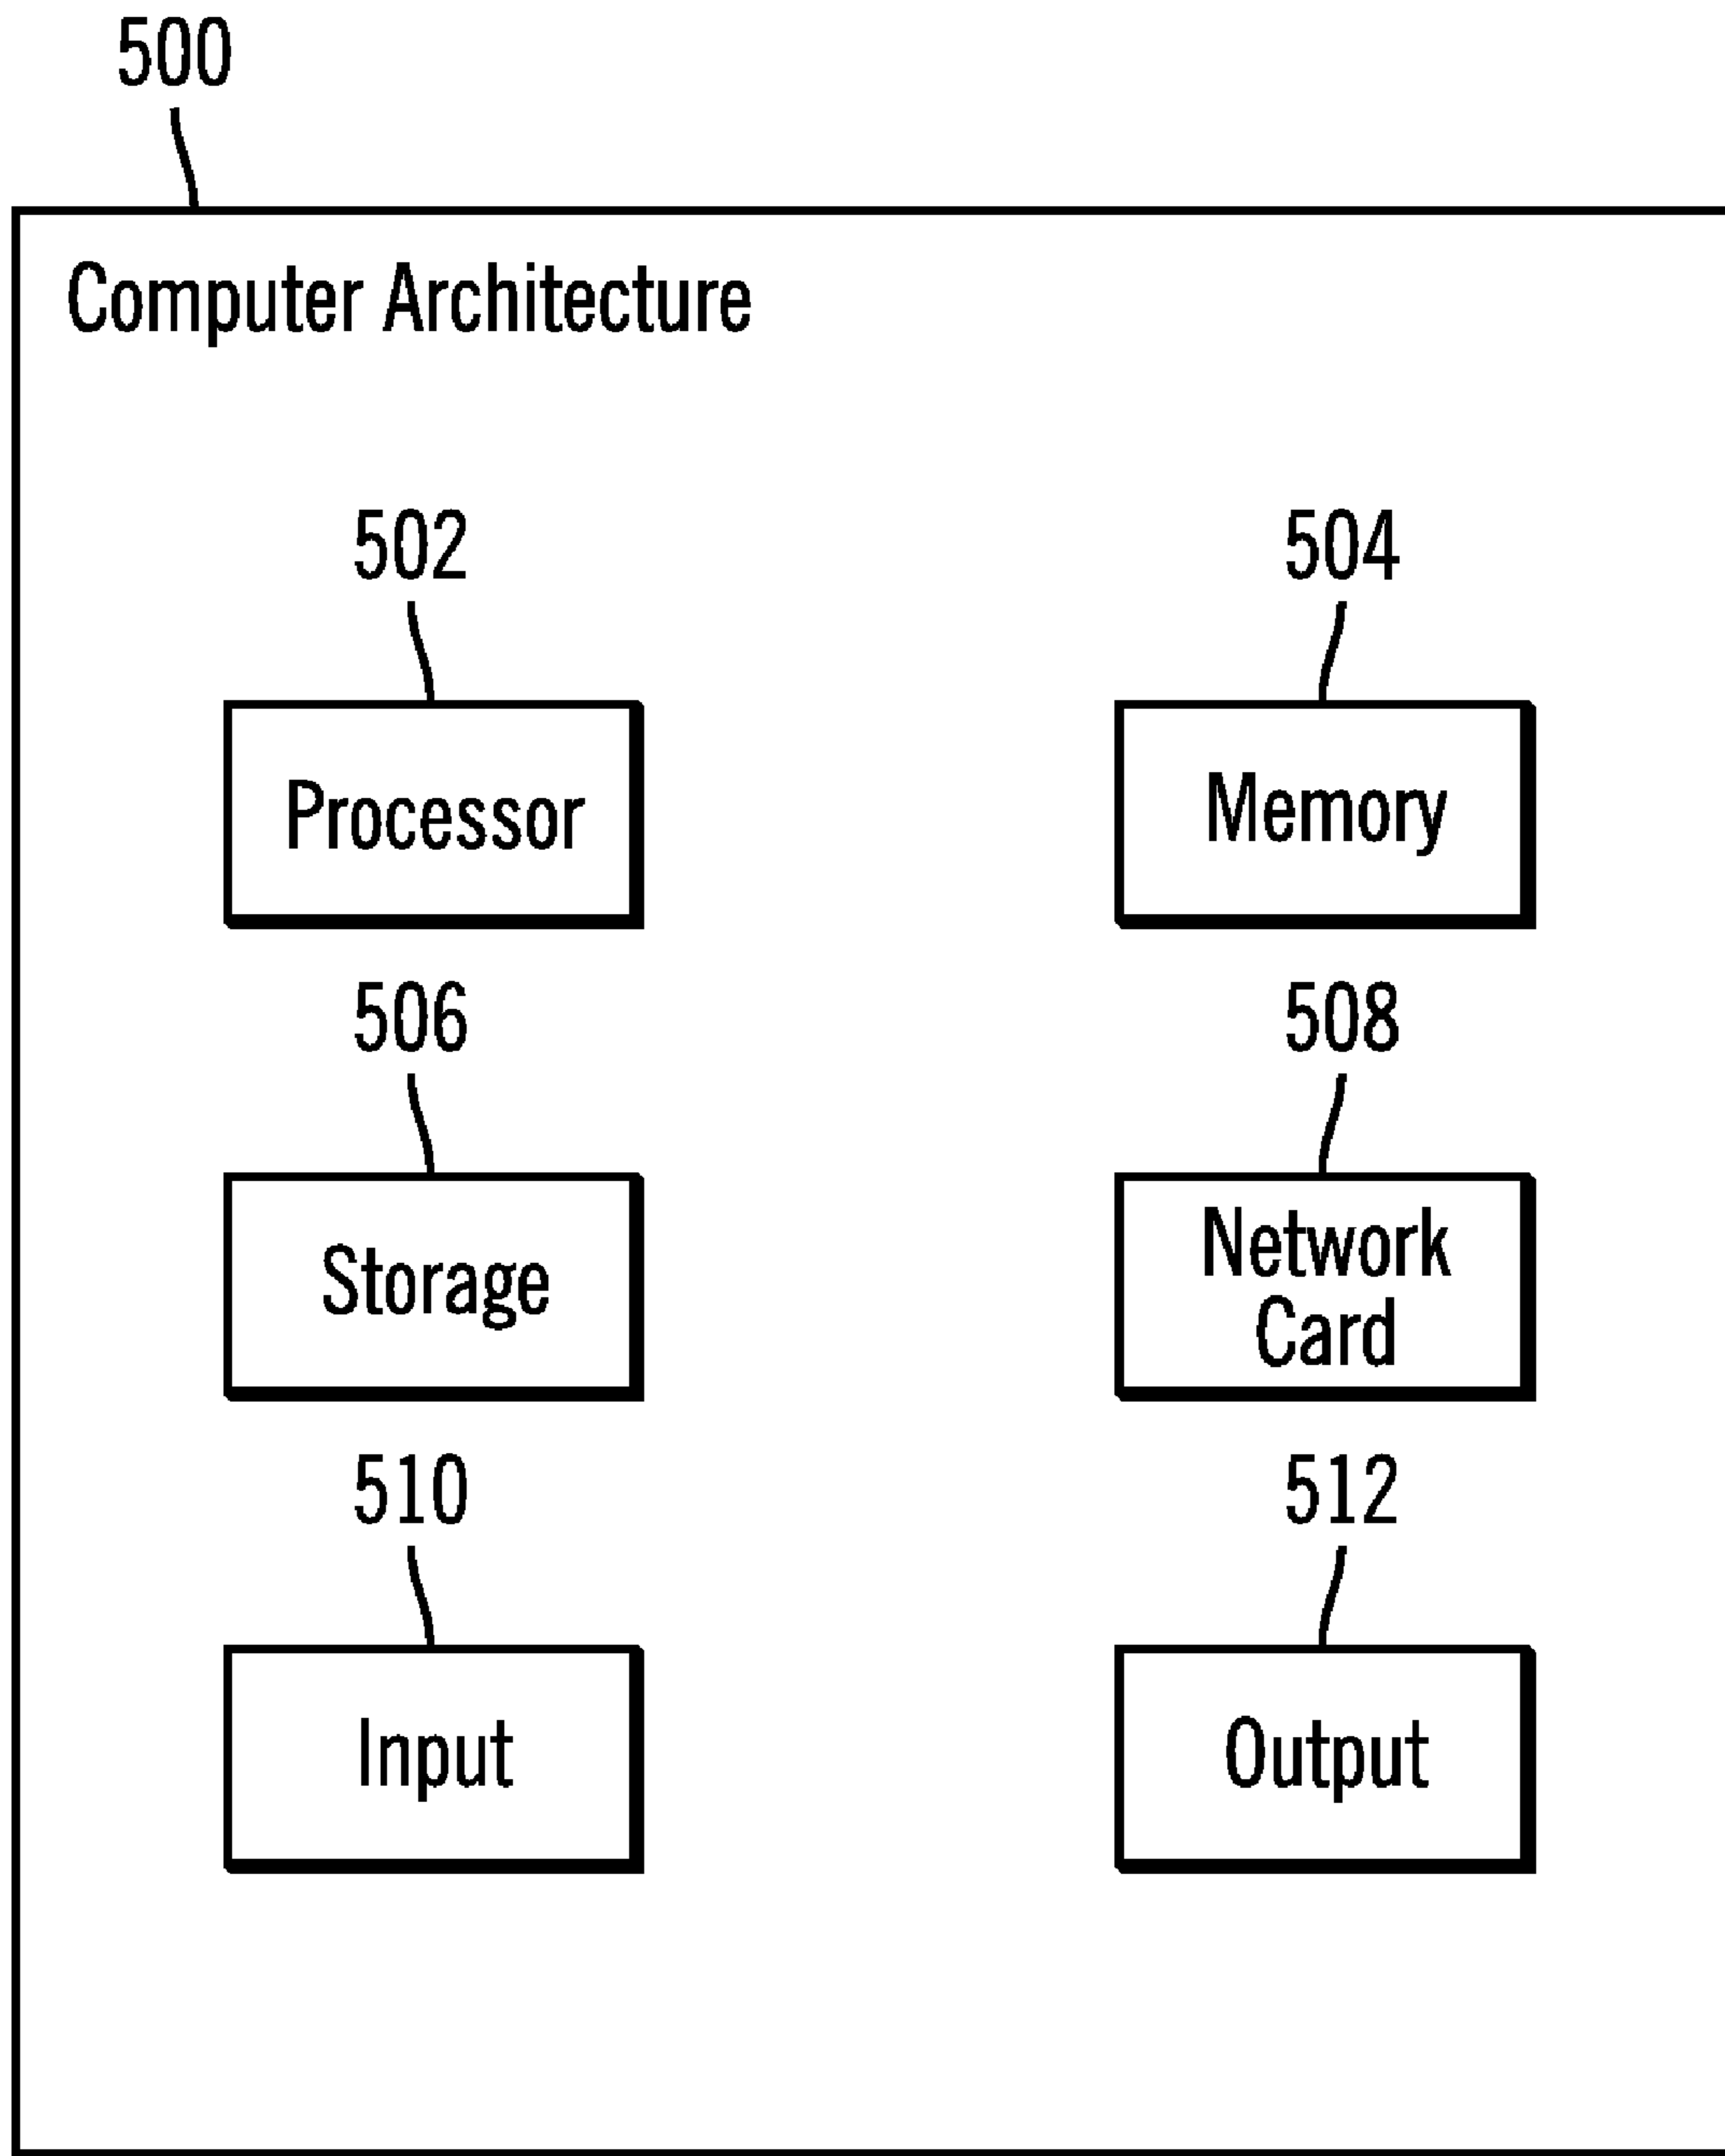 500
Computer Architecture
502
504
Processor
Memory
506
508
Storage
Network
Card
510
512
Input
Output